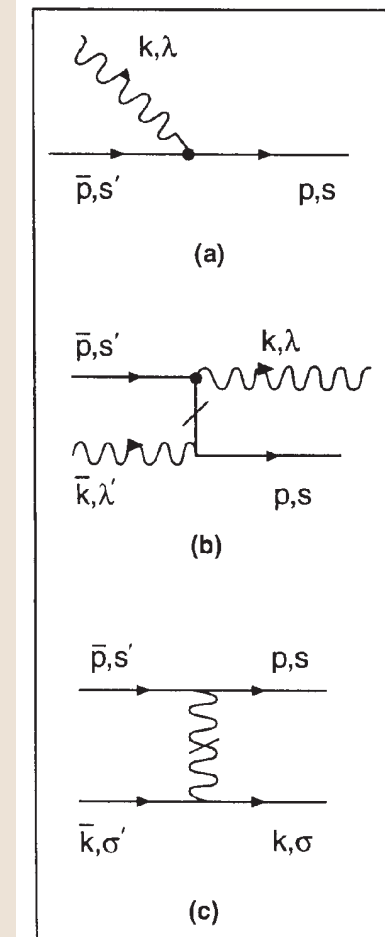 k,λ
p̄,s′ p,s
(a)
p̄,s′ k,λ
k̄,λ′ p,s
(b)
p̄,s′ p,s
k̄,σ′ k,σ
(c)